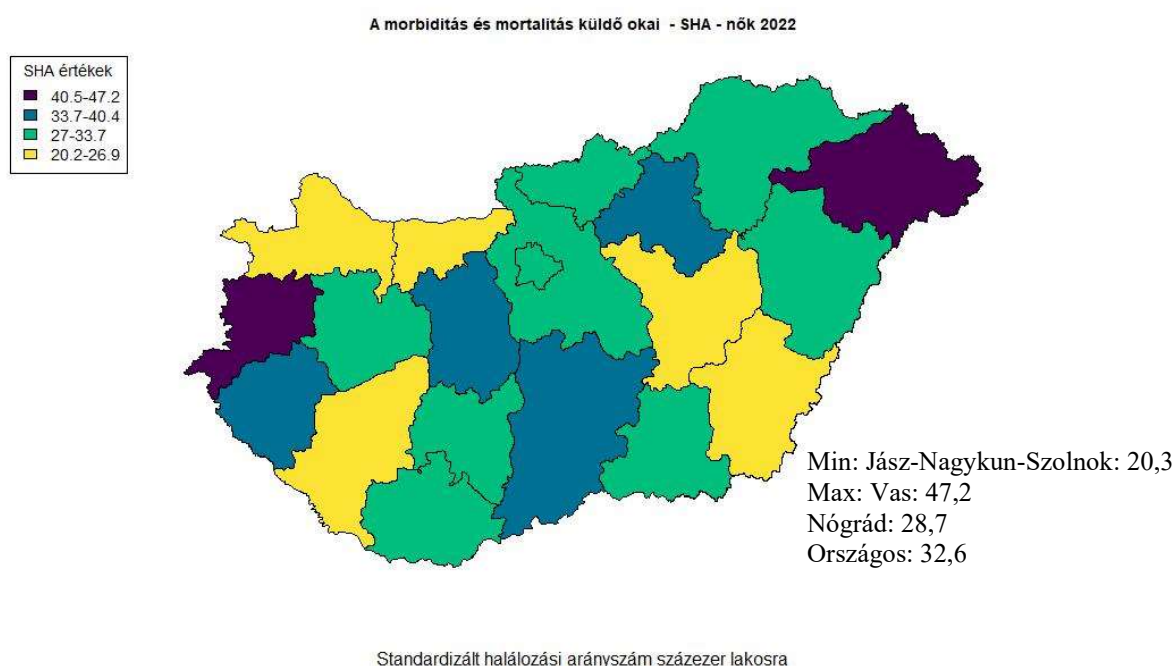 A morbiditás és mortalitás küldő okai - SHA - nők 2022
SHA értékek
40.5-47.2
33.7-40.4
27-33.7
20.2-26.9
Min: Jász-Nagykun-Szolnok: 20,3
Max: Vas: 47,2
Nógrád: 28,7
Országos: 32,6
Standardizált halálozási arányszám százezer lakosra